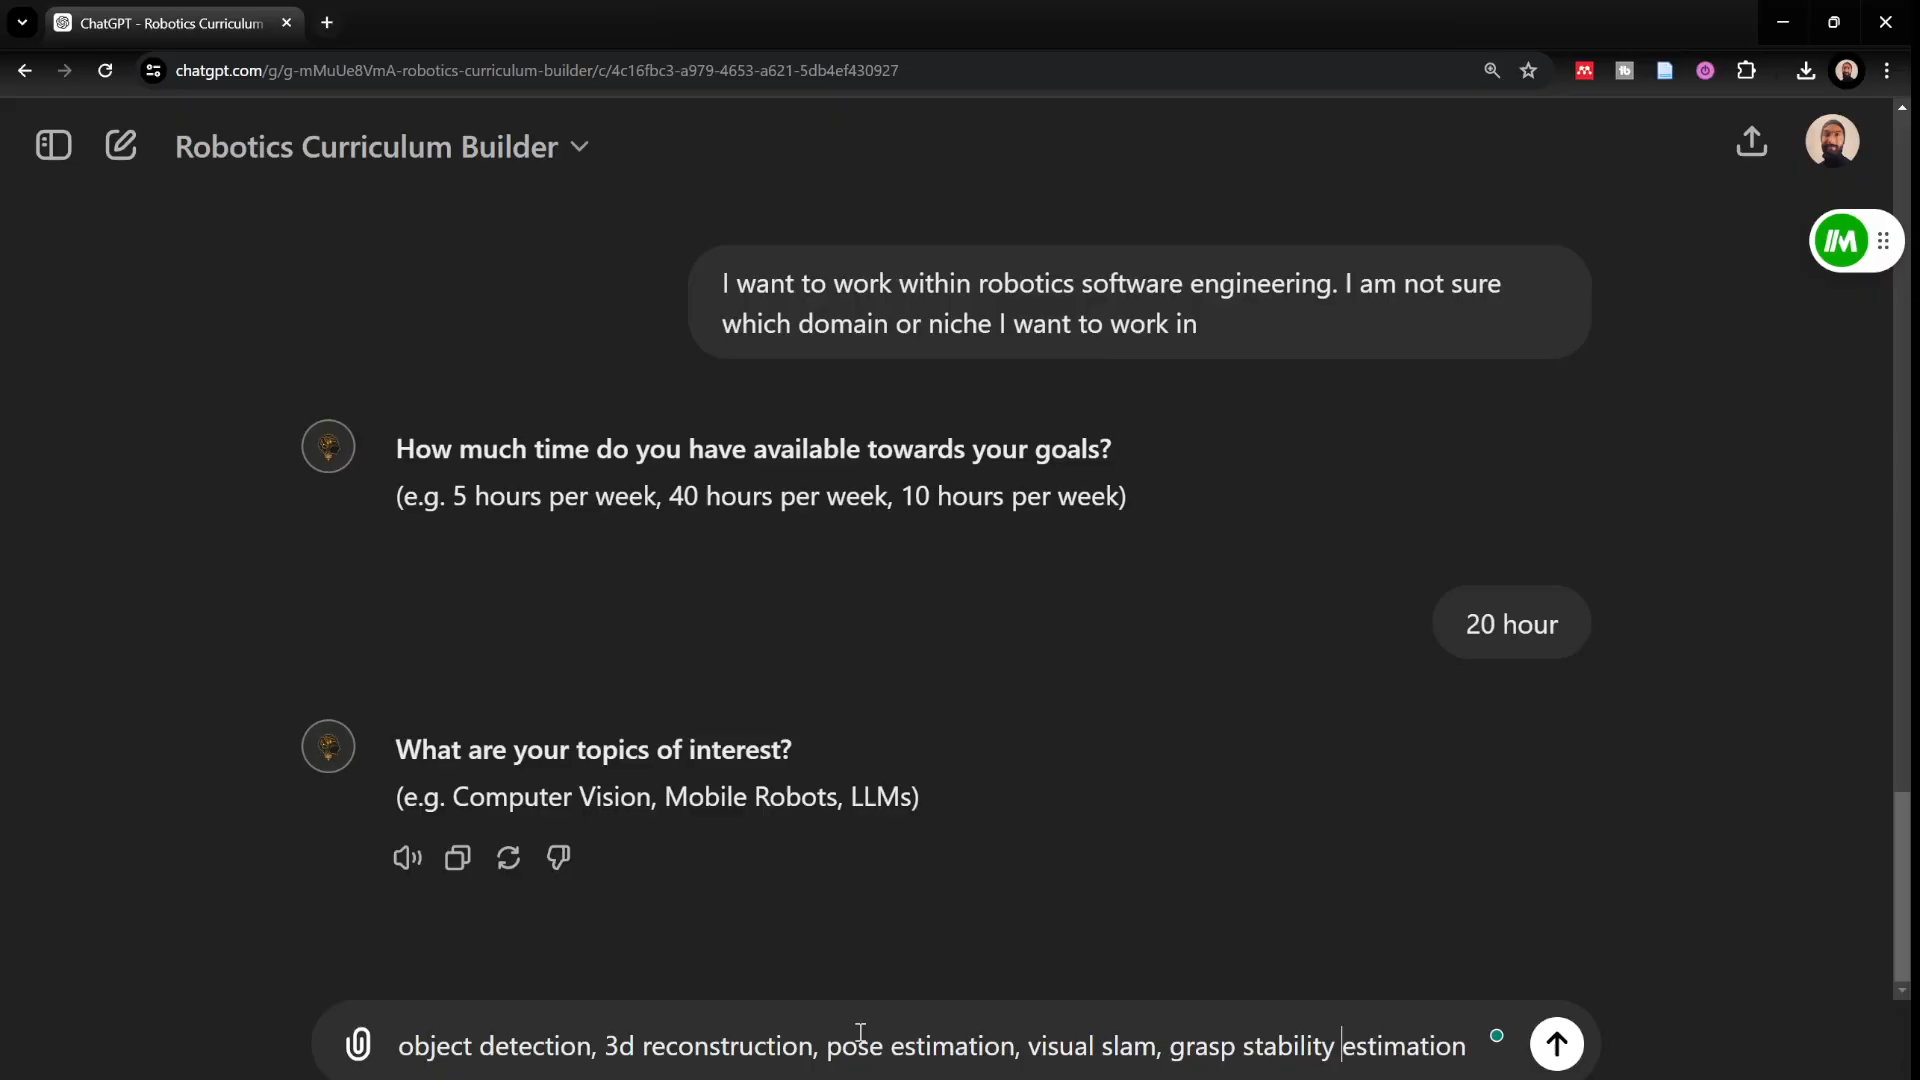 ChatGPT - Robotics Curriculum
chatgpt.com/g/g-mMuUe8VmA-robotics-curriculum-builder/c/4c16fbc3-a979-4653-a621-5db4ef430927
Robotics Curriculum Builder
I want to work within robotics software engineering. I am not sure
which domain or niche I want to work in
How much time do you have available towards your goals?
(e.g. 5 hours per week, 40 hours per week, 10 hours per week)
20 hour
What are your topics of interest?
(e.g. Computer Vision, Mobile Robots, LLMs)
object detection, 3d reconstruction, pose estimation, visual slam, grasp stability estimation